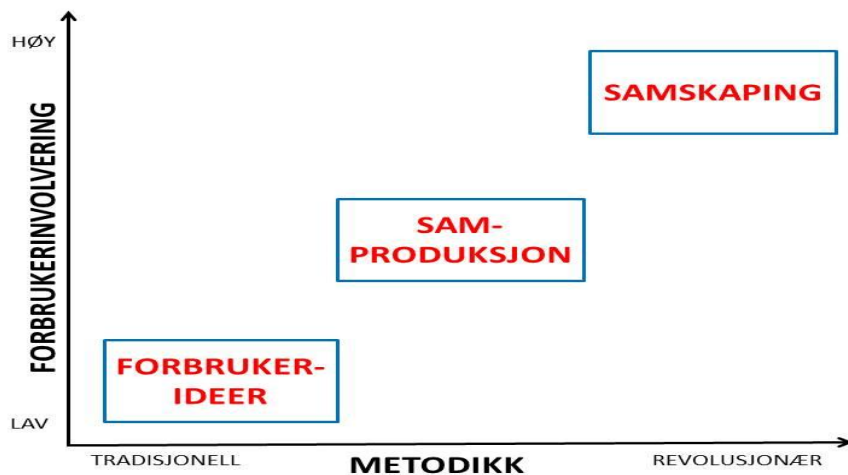 HØY
SAMSKAPING
FORBRUKERINVOLVERING
SAM-
PRODUKSJON
FORBRUKER-
IDEER
LAV
TRADISJONELL
METODIKK
REVOLUSJONÆR